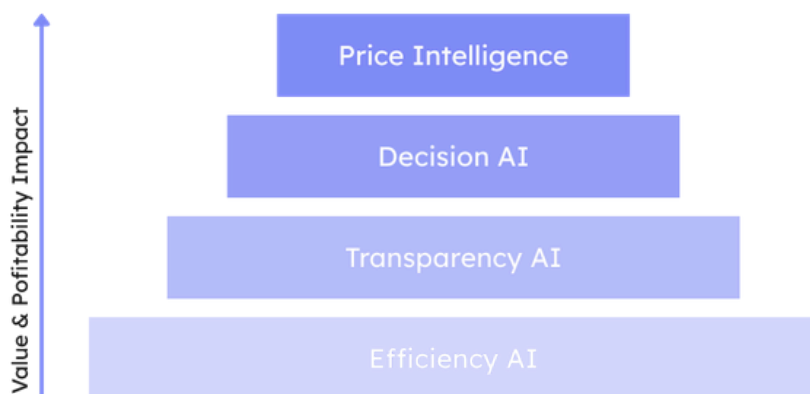 Price Intelligence
Decision AI
Transparency AI
Efficiency AI
Value & Pofitability Impact